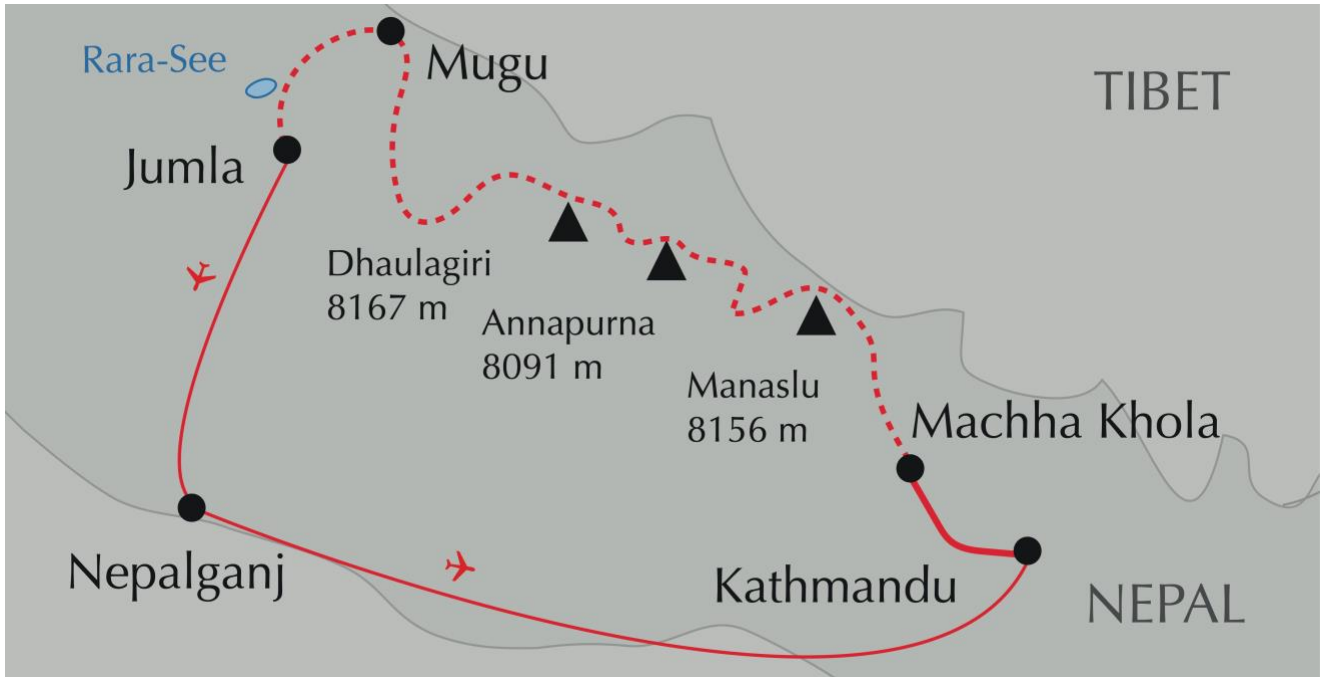 Rara-See
Mugu
TIBET
Jumla
Dhaulagiri
8167 m
Annapurna
8091 m
Manaslu
8156 m
Machha Khola
Nepalganj
Kathmandu
NEPAL